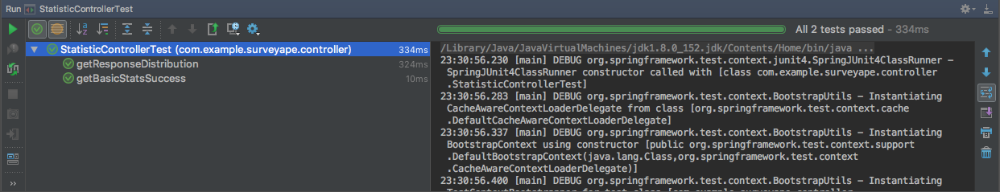 Run StatisticControllerTest
All 2 tests passed – 334ms
StatisticControllerTest (com.example.surveyape.controller) 334ms
getResponseDistribution 324ms
getBasicStatsSuccess 10ms
/Library/Java/JavaVirtualMachines/jdk1.8.0_152.jdk/Contents/Home/bin/java ...
23:30:56.230 [main] DEBUG org.springframework.test.context.junit4.SpringJUnit4ClassRunner –
SpringJUnit4ClassRunner constructor called with [class com.example.surveyape.controller
.StatisticControllerTest]
23:30:56.283 [main] DEBUG org.springframework.test.context.BootstrapUtils – Instantiating
CacheAwareContextLoaderDelegate from class [org.springframework.test.context.cache
.DefaultCacheAwareContextLoaderDelegate]
23:30:56.337 [main] DEBUG org.springframework.test.context.BootstrapUtils – Instantiating
BootstrapContext using constructor [public org.springframework.test.context.support
.DefaultBootstrapContext(java.lang.Class,org.springframework.test.context
.CacheAwareContextLoaderDelegate)]
23:30:56.400 [main] DEBUG org.springframework.test.context.BootstrapUtils – Instantiating